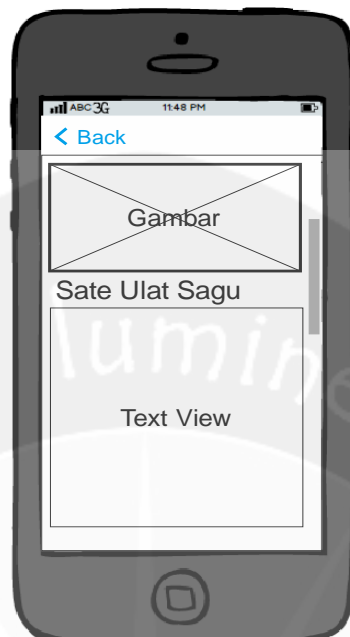 ABC 3G 11:48 PM
Back
Gambar
Sate Ulat Sagu
Text View